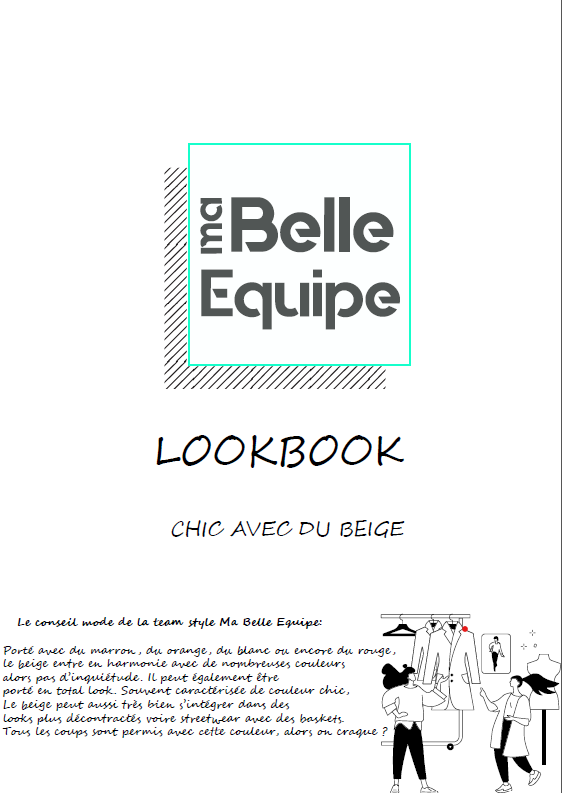 ma Belle
Equipe
LOOKBOOK
CHIC AVEC DU BEIGE
Le conseil mode de la team style Ma Belle Equipe:
Porté avec du marron, du orange, du blanc ou encore du rouge,
le beige entre en harmonie avec de nombreuses couleurs
alors pas d'inquiétude. Il peut également être
porté en total look. Souvent caractérisée de couleur chic,
Le beige peut aussi très bien s'intégrer dans des
looks plus décontractés voire streetwear avec des baskets.
Tous les coups sont permis avec cette couleur, alors on craque ?